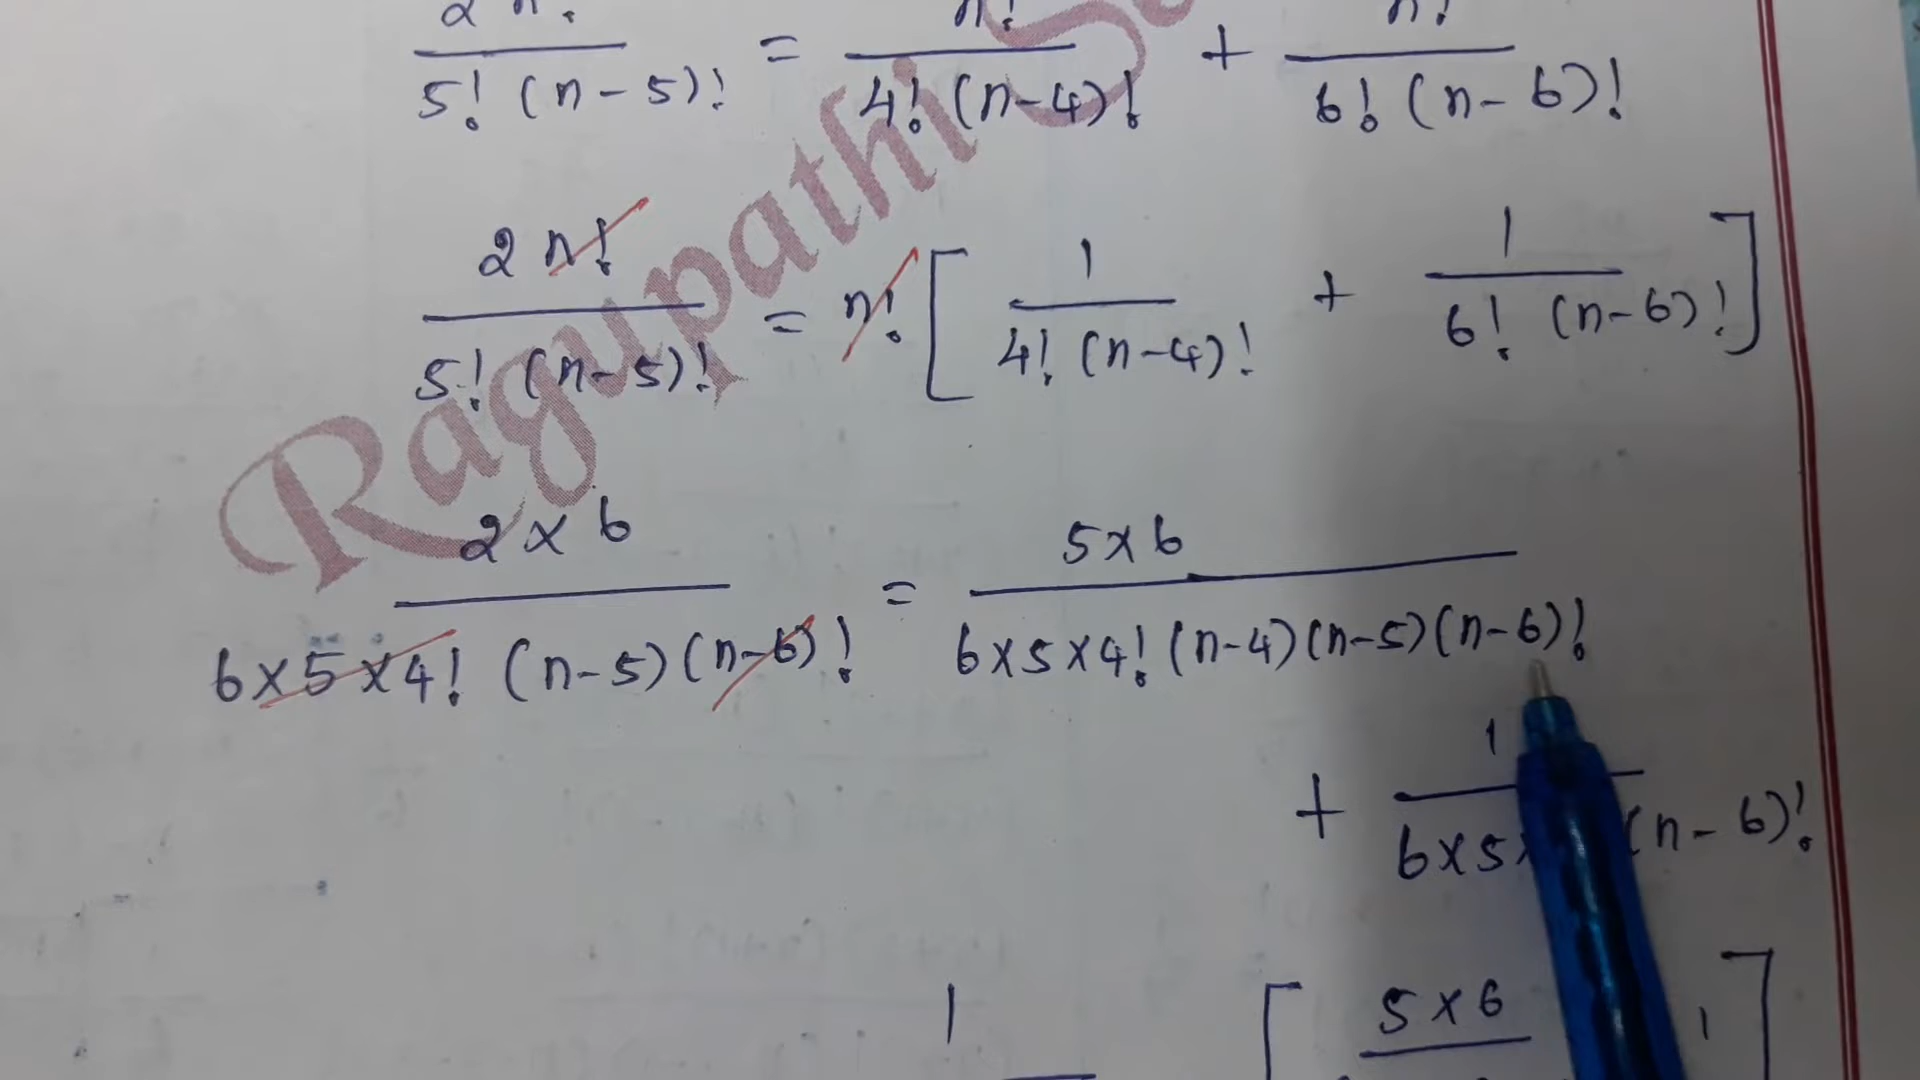 2 n! / 5! (n-5)! = n! / 4! (n-4)! + n! / 6! (n-6)!
2 n! / 5! (n-5)! = n! [ 1 / 4! (n-4)! + 1 / 6! (n-6)! ]
2 × 6 / 6×5×4! (n-5)(n-6)! = 5×6 / 6×5×4! (n-4)(n-5)(n-6)!
+ 1 / 6×5× (n-6)!
1 [ 5×6 1 ]
Ragupathi